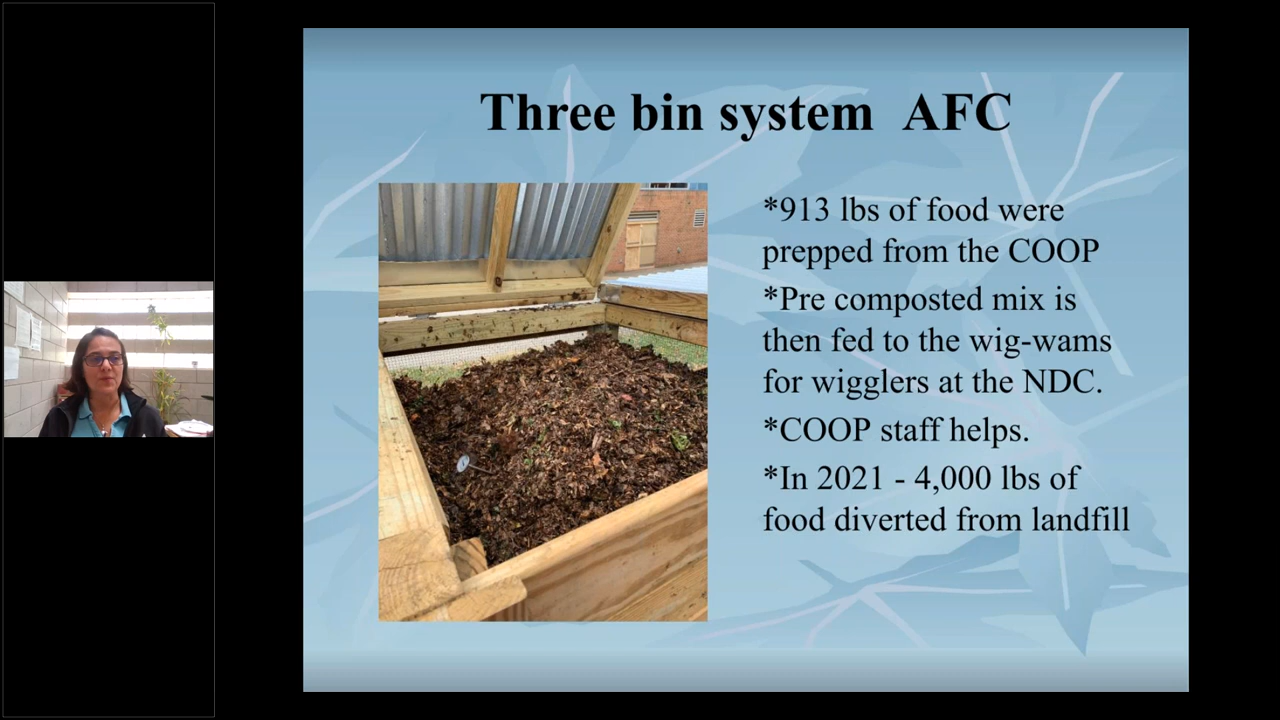 Three bin system AFC
*913 lbs of food were
prepped from the COOP
*Pre composted mix is
then fed to the wig-wams
for wigglers at the NDC.
*COOP staff helps.
*In 2021 - 4,000 lbs of
food diverted from landfill